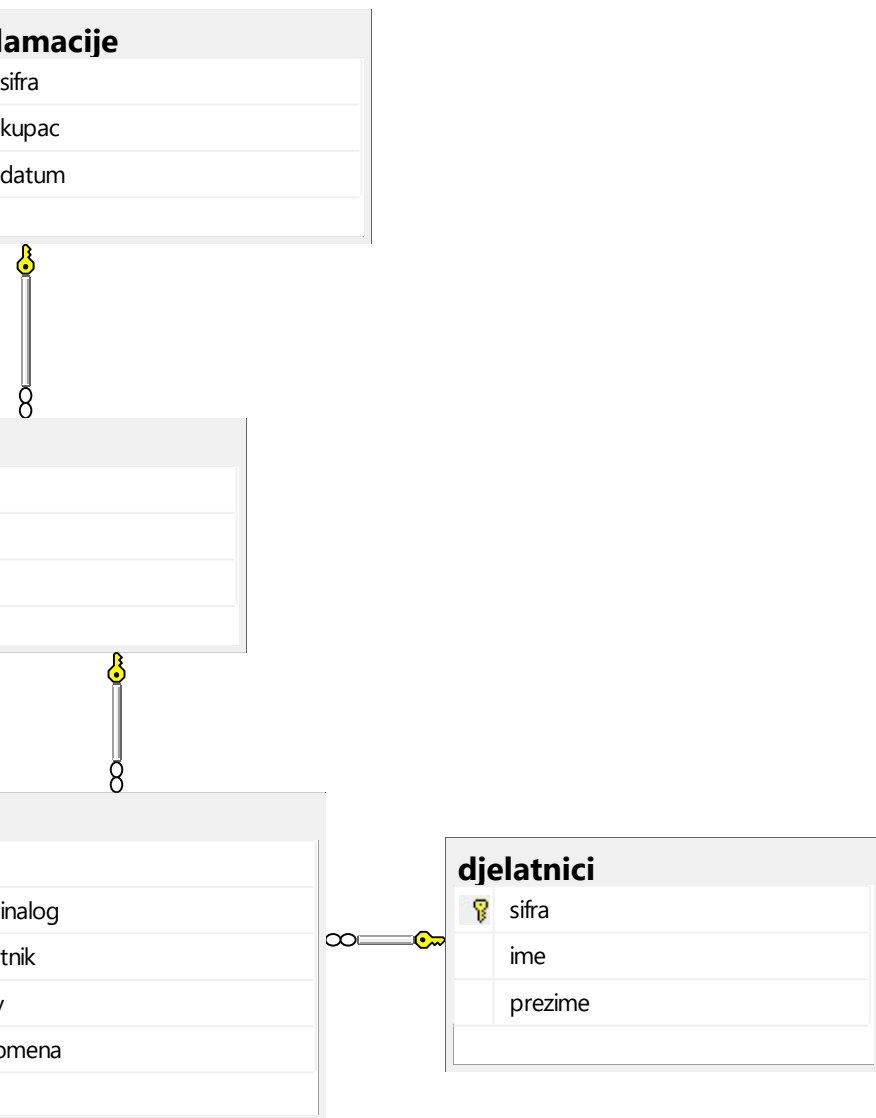 lamacije
sifra
kupac
datum
inalog
tnik
omena
djelatnici
sifra
ime
prezime